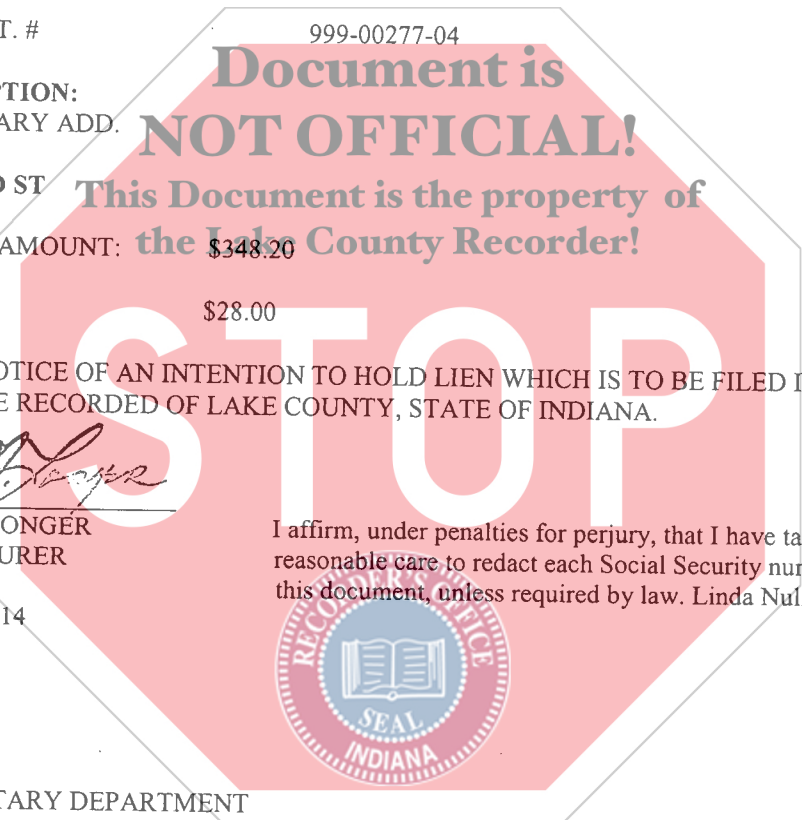 T. # 999-00277-04
Document is
PTION:
ARY ADD.
NOT OFFICIAL!
D ST
This Document is the property of
AMOUNT: $348.20
the Lake County Recorder!
$28.00
STOP
OTICE OF AN INTENTION TO HOLD LIEN WHICH IS TO BE FILED I
E RECORDED OF LAKE COUNTY, STATE OF INDIANA.
ONGER
URER
I affirm, under penalties for perjury, that I have ta
reasonable care to redact each Social Security nur
this document, unless required by law. Linda Nul
14
RECORDER'S OFFICE
SEAL
INDIANA
TARY DEPARTMENT